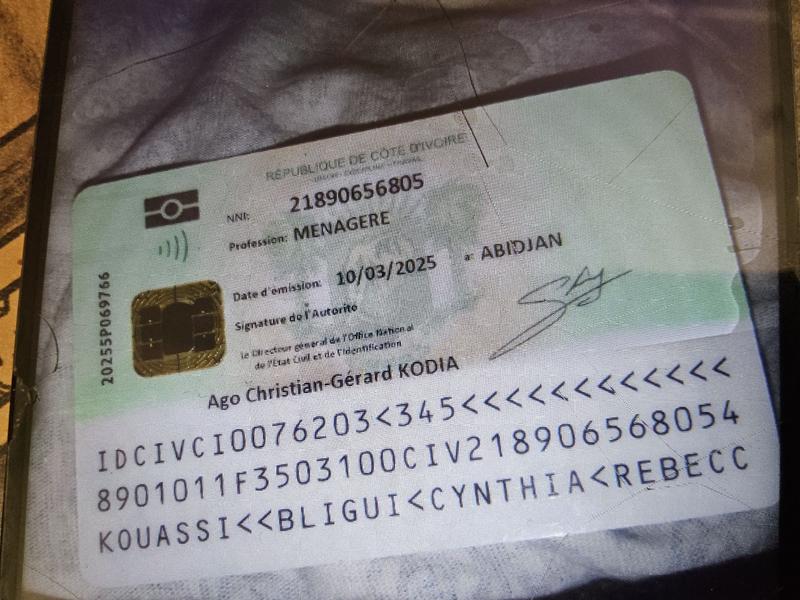 RÉPUBLIQUE DE CÔTE D'IVOIRE
NNI: 21890656805
Profession: MENAGERE
Date d'émission: 10/03/2025 à: ABIDJAN
Signature de l'Autorité
Le Directeur général de l'Office National
de l'État Civil et de l'Identification
Ago Christian-Gérard KODIA
20255P069766
IDCIVCI0076203<345<<<<<<<<<<<<
8901011F3503100CIV218906568054
KOUASSI<<BLIGUI<CYNTHIA<REBECC